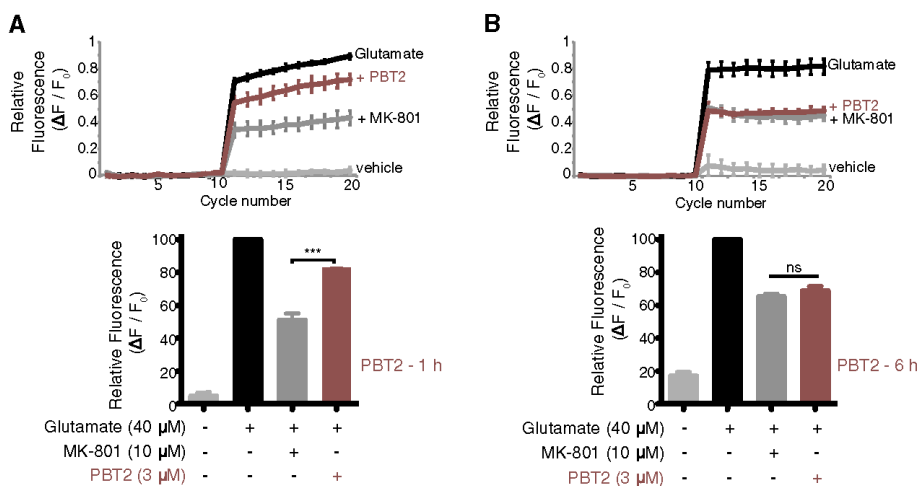 A
Relative
Fluorescence
(ΔF / F0)
1
0.8
0.6
0.4
0.2
0
5
10
15
20
Cycle number
Glutamate
+ PBT2
+ MK-801
vehicle
Relative Fluorescence
(ΔF / F0)
100
80
60
40
20
0
***
PBT2 - 1 h
Glutamate (40 µM) - + + +
MK-801 (10 µM) - - + -
PBT2 (3 µM) - - - +
B
Relative
Fluorescence
(ΔF / F0)
1
0.8
0.6
0.4
0.2
0
5
10
15
20
Cycle number
Glutamate
+ PBT2
+ MK-801
vehicle
Relative Fluorescence
(ΔF / F0)
100
80
60
40
20
0
ns
PBT2 - 6 h
Glutamate (40 µM) - + + +
MK-801 (10 µM) - - + -
PBT2 (3 µM) - - - +